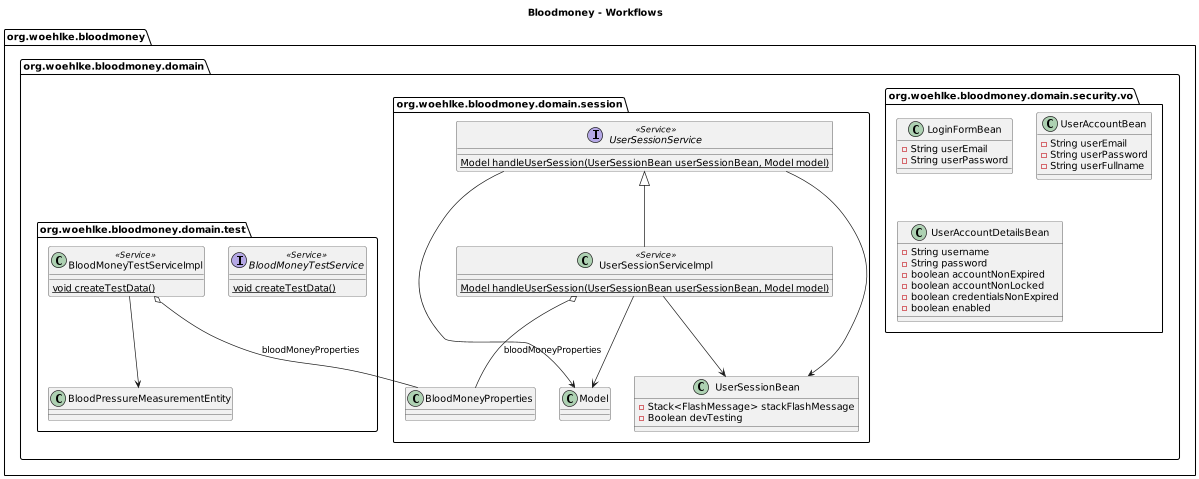 Bloodmoney - Workflows
org.woehlke.bloodmoney
org.woehlke.bloodmoney.domain
org.woehlke.bloodmoney.domain.test
C
«Service»
BloodMoneyTestServiceImpl
void createTestData()
I
«Service»
BloodMoneyTestService
void createTestData()
bloodMoneyProperties
C BloodPressureMeasurementEntity
org.woehlke.bloodmoney.domain.session
I
«Service»
UserSessionService
Model handleUserSession(UserSessionBean userSessionBean, Model model)
C
«Service»
UserSessionServiceImpl
Model handleUserSession(UserSessionBean userSessionBean, Model model)
bloodMoneyProperties
C BloodMoneyProperties
C Model
C UserSessionBean
Stack<FlashMessage> stackFlashMessage
Boolean devTesting
org.woehlke.bloodmoney.domain.security.vo
C LoginFormBean
String userEmail
String userPassword
C UserAccountBean
String userEmail
String userPassword
String userFullname
C UserAccountDetailsBean
String username
String password
boolean accountNonExpired
boolean accountNonLocked
boolean credentialsNonExpired
boolean enabled